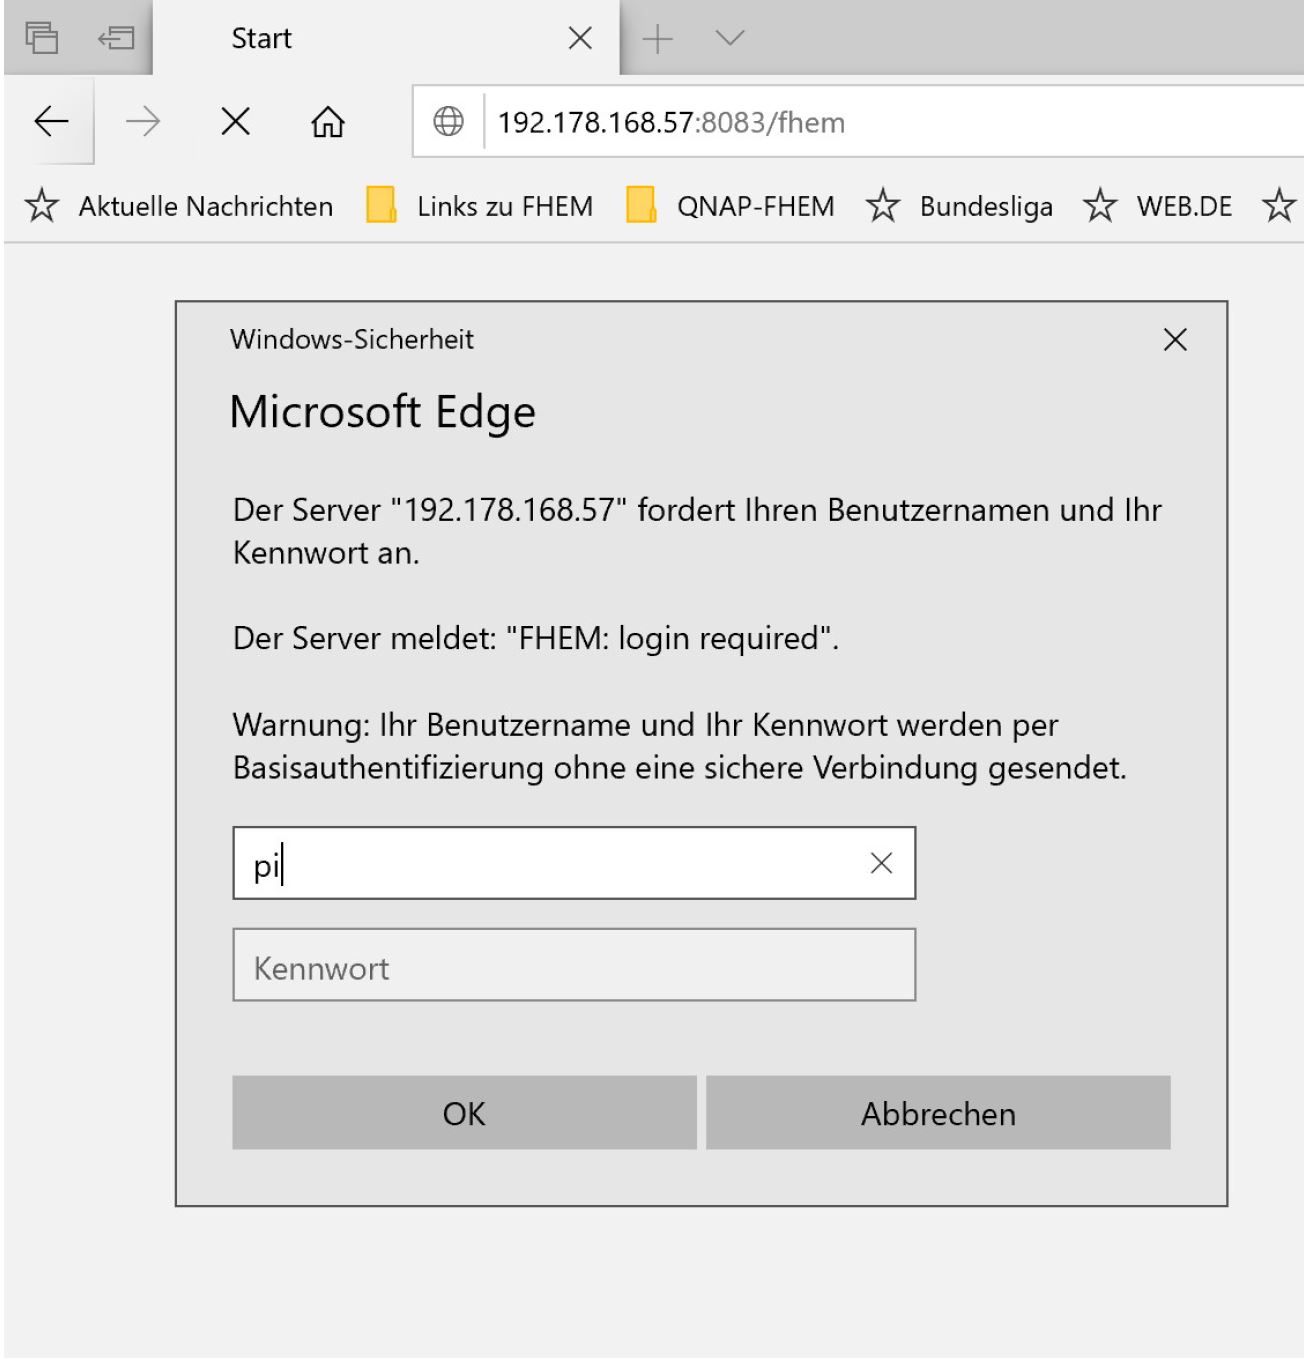 Start
192.178.168.57:8083/fhem
Aktuelle Nachrichten Links zu FHEM QNAP-FHEM Bundesliga WEB.DE
Windows-Sicherheit
Microsoft Edge
Der Server "192.178.168.57" fordert Ihren Benutzernamen und Ihr
Kennwort an.
Der Server meldet: "FHEM: login required".
Warnung: Ihr Benutzername und Ihr Kennwort werden per
Basisauthentifizierung ohne eine sichere Verbindung gesendet.
pi
Kennwort
OK Abbrechen